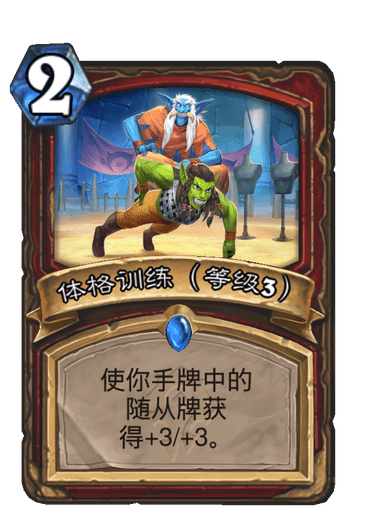 2
体格训练（等级3）
使你手牌中的
随从牌获
得+3/+3。